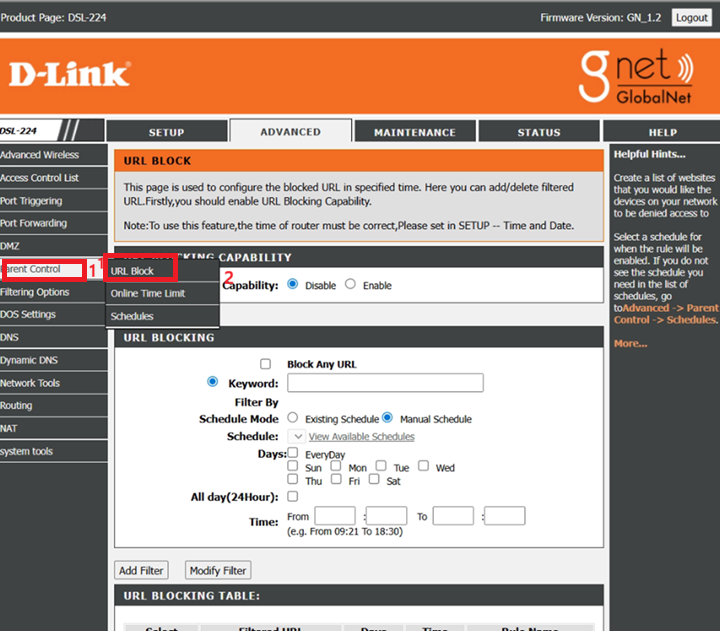 Product Page: DSL-224
Firmware Version: GN_1.2 Logout
D-Link
gnet
GlobalNet
DSL-224
SETUP ADVANCED MAINTENANCE STATUS HELP
Advanced Wireless
Access Control List
Port Triggering
Port Forwarding
DMZ
Parent Control 1
Filtering Options
DOS Settings
DNS
Dynamic DNS
Network Tools
Routing
NAT
system tools
URL Block 2
Online Time Limit
Schedules
URL BLOCK
This page is used to configure the blocked URL in specified time. Here you can add/delete filtered
URL.Firstly,you should enable URL Blocking Capability.
Note:To use this feature,the time of router must be correct,Please set in SETUP -- Time and Date.
BLOCKING CAPABILITY
Capability: Disable Enable
URL BLOCKING
Block Any URL
Keyword:
Filter By
Schedule Mode Existing Schedule Manual Schedule
Schedule: View Available Schedules
Days: EveryDay
Sun Mon Tue Wed
Thu Fri Sat
All day(24Hour):
Time: From : To :
(e.g. From 09:21 To 18:30)
Add Filter Modify Filter
URL BLOCKING TABLE:
Select Filtered URL Days Time Rule Name
Helpful Hints...
Create a list of websites
that you would like the
devices on your network
to be denied access to
Select a schedule for
when the rule will be
enabled. If you do not
see the schedule you
need in the list of
schedules, go
toAdvanced -> Parent
Control -> Schedules.
More...